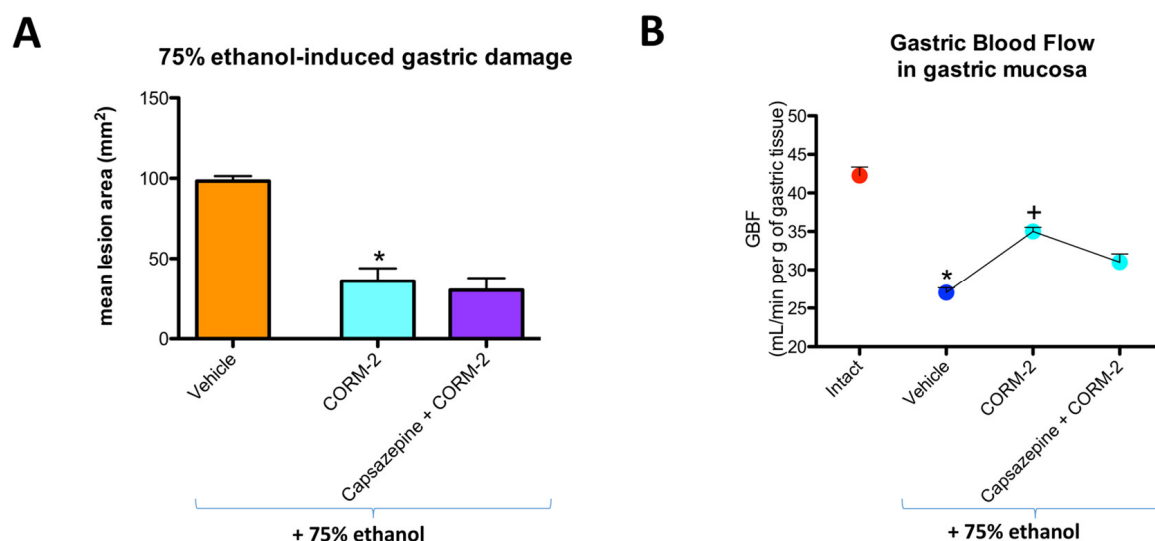 A
75% ethanol-induced gastric damage
mean lesion area (mm²)
150
100
50
0
*
Vehicle
CORM-2
Capsazepine + CORM-2
+ 75% ethanol
B
Gastric Blood Flow
in gastric mucosa
GBF
(mL/min per g of gastric tissue)
50
45
40
35
30
25
20
*
+
Intact
Vehicle
CORM-2
Capsazepine + CORM-2
+ 75% ethanol